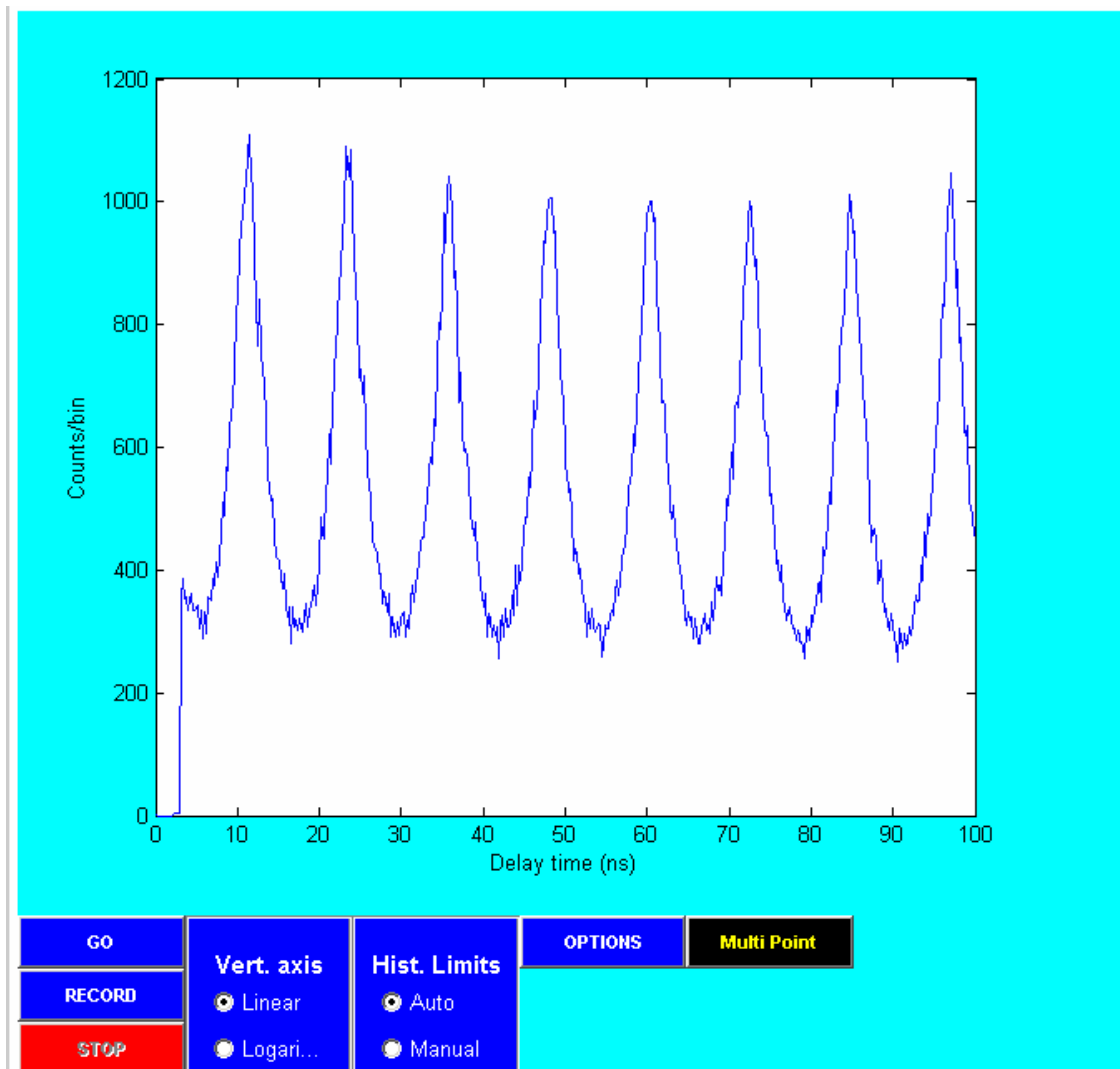 1200
1000
800
600
400
200
0
Counts/bin
0 10 20 30 40 50 60 70 80 90 100
Delay time (ns)
GO
RECORD
STOP
Vert. axis
Linear
Logari...
Hist. Limits
Auto
Manual
OPTIONS
Multi Point